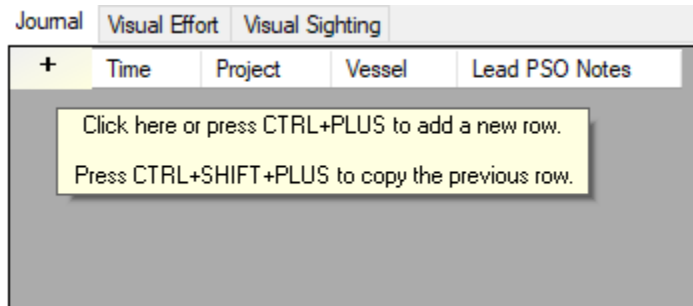 Journal Visual Effort Visual Sighting
+ Time Project Vessel Lead PSO Notes
Click here or press CTRL+PLUS to add a new row.
Press CTRL+SHIFT+PLUS to copy the previous row.